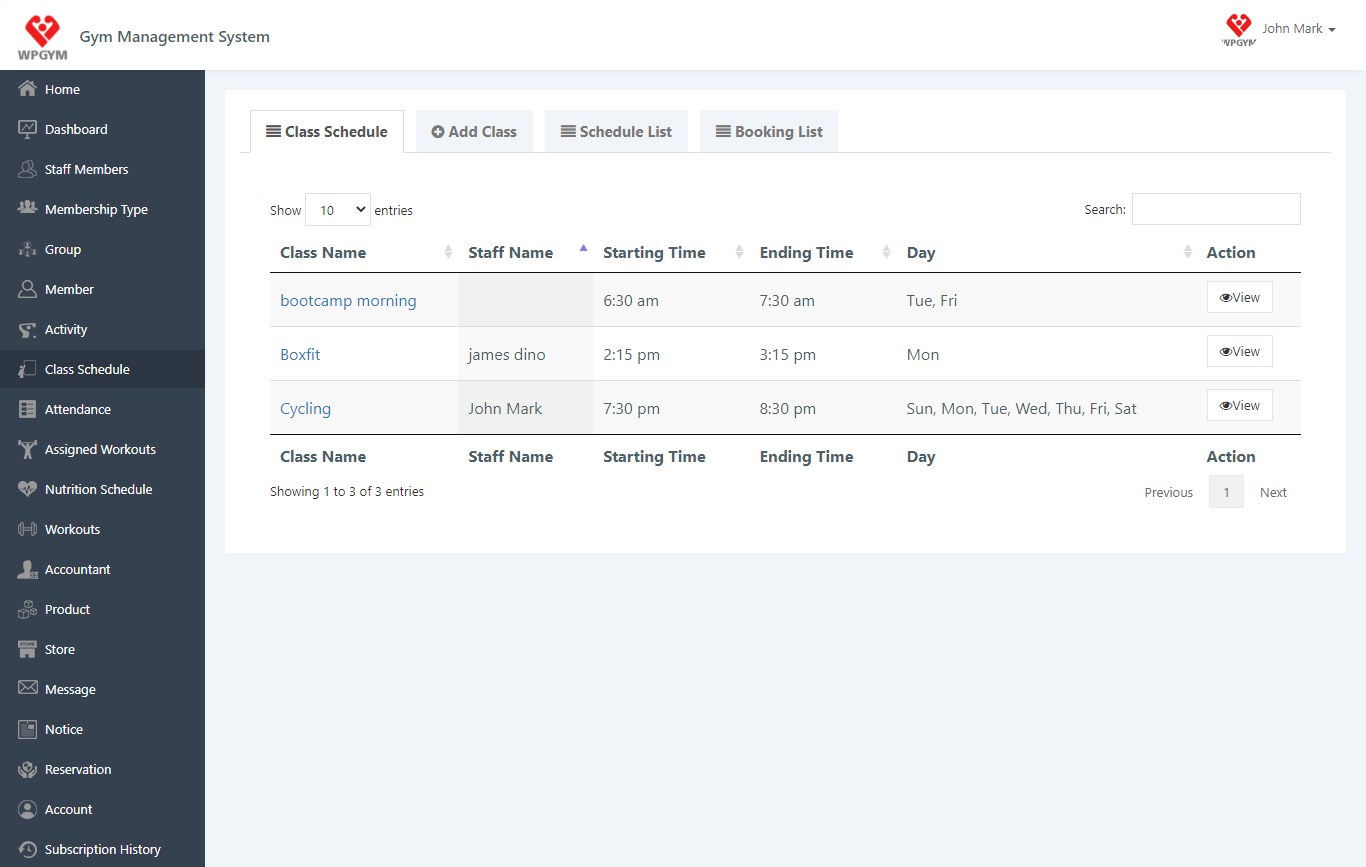 WPGYM
Gym Management System
WPGYM
John Mark
Home
Dashboard
Staff Members
Membership Type
Group
Member
Activity
Class Schedule
Attendance
Assigned Workouts
Nutrition Schedule
Workouts
Accountant
Product
STORE
Store
Message
Notice
Reservation
Account
Subscription History
Class Schedule Add Class Schedule List Booking List
Show 10 entries Search:
Class Name Staff Name Starting Time Ending Time Day Action
bootcamp morning 6:30 am 7:30 am Tue, Fri View
Boxfit james dino 2:15 pm 3:15 pm Mon View
Cycling John Mark 7:30 pm 8:30 pm Sun, Mon, Tue, Wed, Thu, Fri, Sat View
Class Name Staff Name Starting Time Ending Time Day Action
Showing 1 to 3 of 3 entries Previous 1 Next